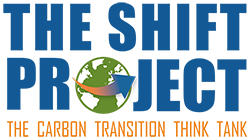 THE SHIFT
PROJECT
THE CARBON TRANSITION THINK TANK